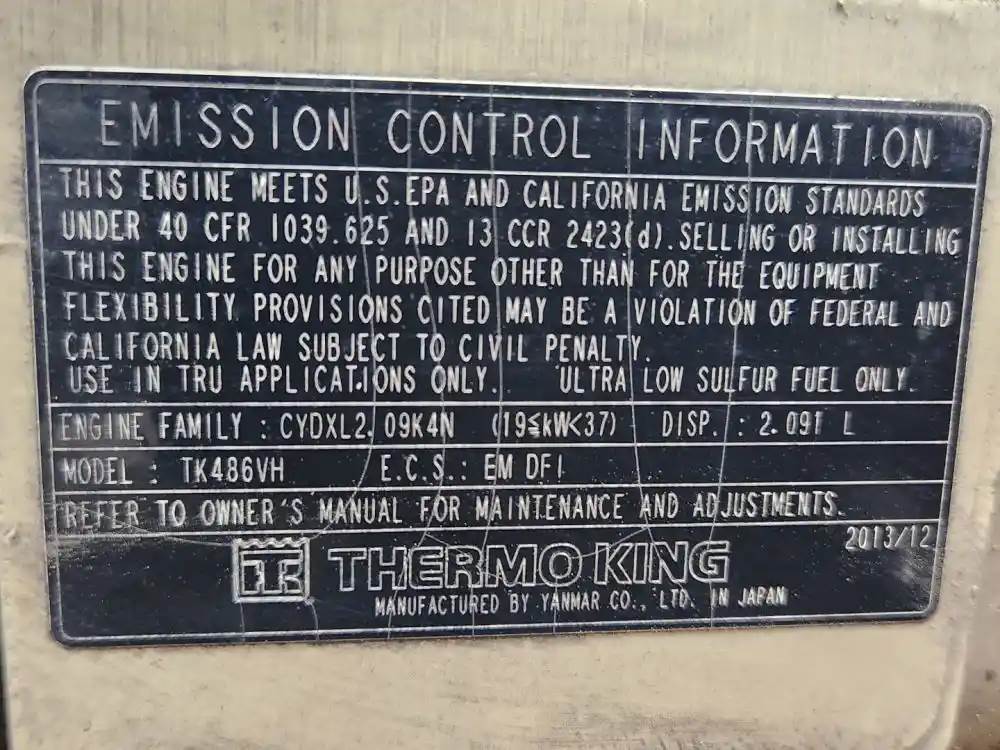 EMISSION CONTROL INFORMATION
THIS ENGINE MEETS U.S.EPA AND CALIFORNIA EMISSION STANDARDS
UNDER 40 CFR 1039.625 AND 13 CCR 2423(d).SELLING OR INSTALLING
THIS ENGINE FOR ANY PURPOSE OTHER THAN FOR THE EQUIPMENT
FLEXIBILITY PROVISIONS CITED MAY BE A VIOLATION OF FEDERAL AND
CALIFORNIA LAW SUBJECT TO CIVIL PENALTY.
USE IN TRU APPLICATIONS ONLY. ULTRA LOW SULFUR FUEL ONLY.
ENGINE FAMILY : CYDXL2.09K4N (19≦kW<37) DISP. : 2.091 L
MODEL : TK486VH E.C.S.: EM DFI
REFER TO OWNER'S MANUAL FOR MAINTENANCE AND ADJUSTMENTS.
2013/12
TK THERMO KING
MANUFACTURED BY YANMAR CO., LTD. IN JAPAN